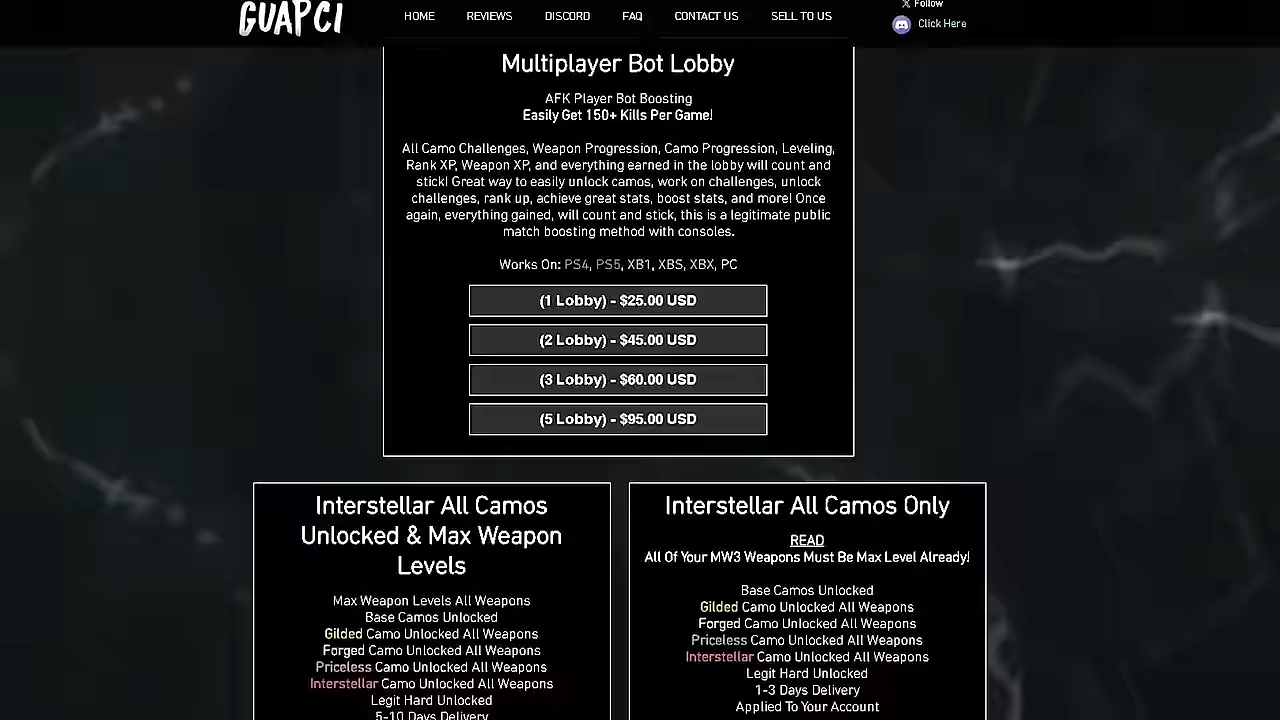 GUAPCI
HOME
REVIEWS
DISCORD
FAQ
CONTACT US
SELL TO US
X Follow
Click Here
Multiplayer Bot Lobby
AFK Player Bot Boosting
Easily Get 150+ Kills Per Game!
All Camo Challenges, Weapon Progression, Camo Progression, Leveling,
Rank XP, Weapon XP, and everything earned in the lobby will count and
stick! Great way to easily unlock camos, work on challenges, unlock
challenges, rank up, achieve great stats, boost stats, and more! Once
again, everything gained, will count and stick, this is a legitimate public
match boosting method with consoles.
Works On: PS4, PS5, XB1, XBS, XBX, PC
(1 Lobby) - $25.00 USD
(2 Lobby) - $45.00 USD
(3 Lobby) - $60.00 USD
(5 Lobby) - $95.00 USD
Interstellar All Camos
Unlocked & Max Weapon
Levels
Max Weapon Levels All Weapons
Base Camos Unlocked
Gilded Camo Unlocked All Weapons
Forged Camo Unlocked All Weapons
Priceless Camo Unlocked All Weapons
Interstellar Camo Unlocked All Weapons
Legit Hard Unlocked
5-10 Days Delivery
Interstellar All Camos Only
READ
All Of Your MW3 Weapons Must Be Max Level Already!
Base Camos Unlocked
Gilded Camo Unlocked All Weapons
Forged Camo Unlocked All Weapons
Priceless Camo Unlocked All Weapons
Interstellar Camo Unlocked All Weapons
Legit Hard Unlocked
1-3 Days Delivery
Applied To Your Account